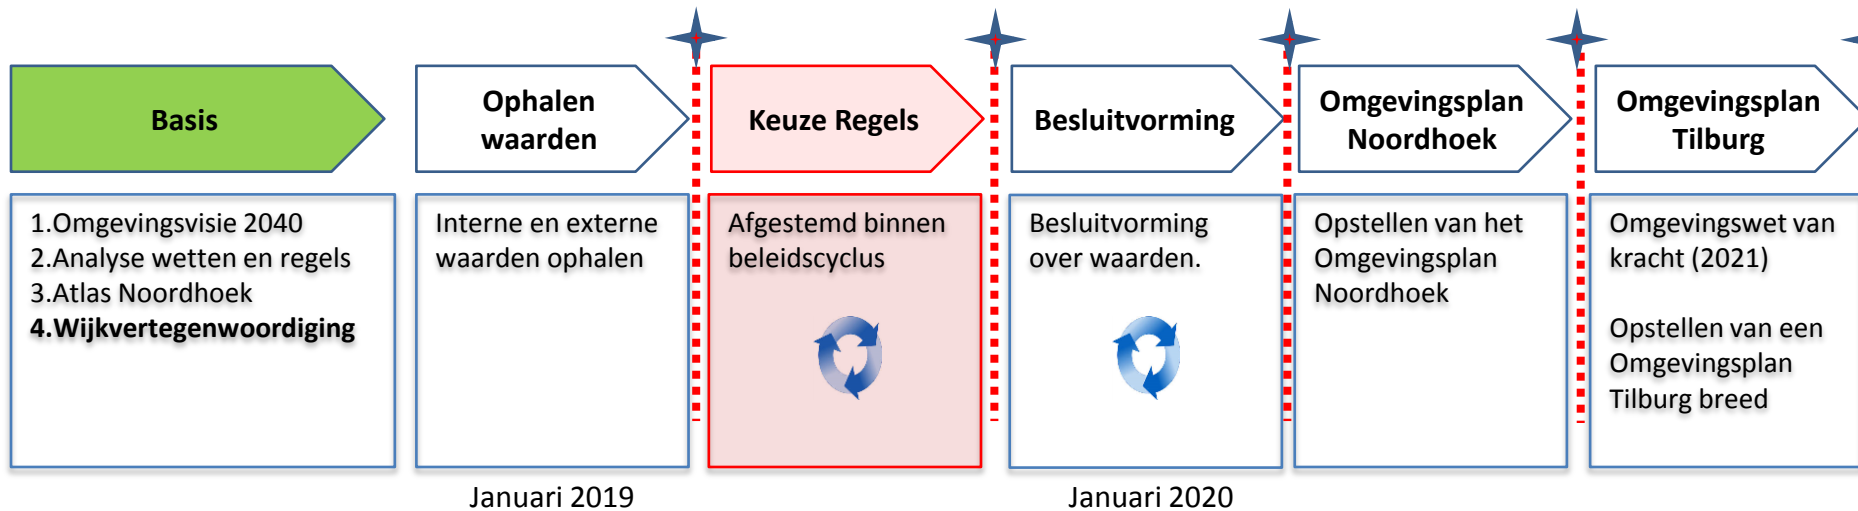 Basis
Ophalen
waarden
Keuze Regels
Besluitvorming
Omgevingsplan
Noordhoek
Omgevingsplan
Tilburg
1.Omgevingsvisie 2040
2.Analyse wetten en regels
3.Atlas Noordhoek
4.Wijkvertegenwoordiging
Interne en externe
waarden ophalen
Afgestemd binnen
beleidscyclus
Besluitvorming
over waarden.
Opstellen van het
Omgevingsplan
Noordhoek
Omgevingswet van
kracht (2021)
Opstellen van een
Omgevingsplan
Tilburg breed
Januari 2019
Januari 2020